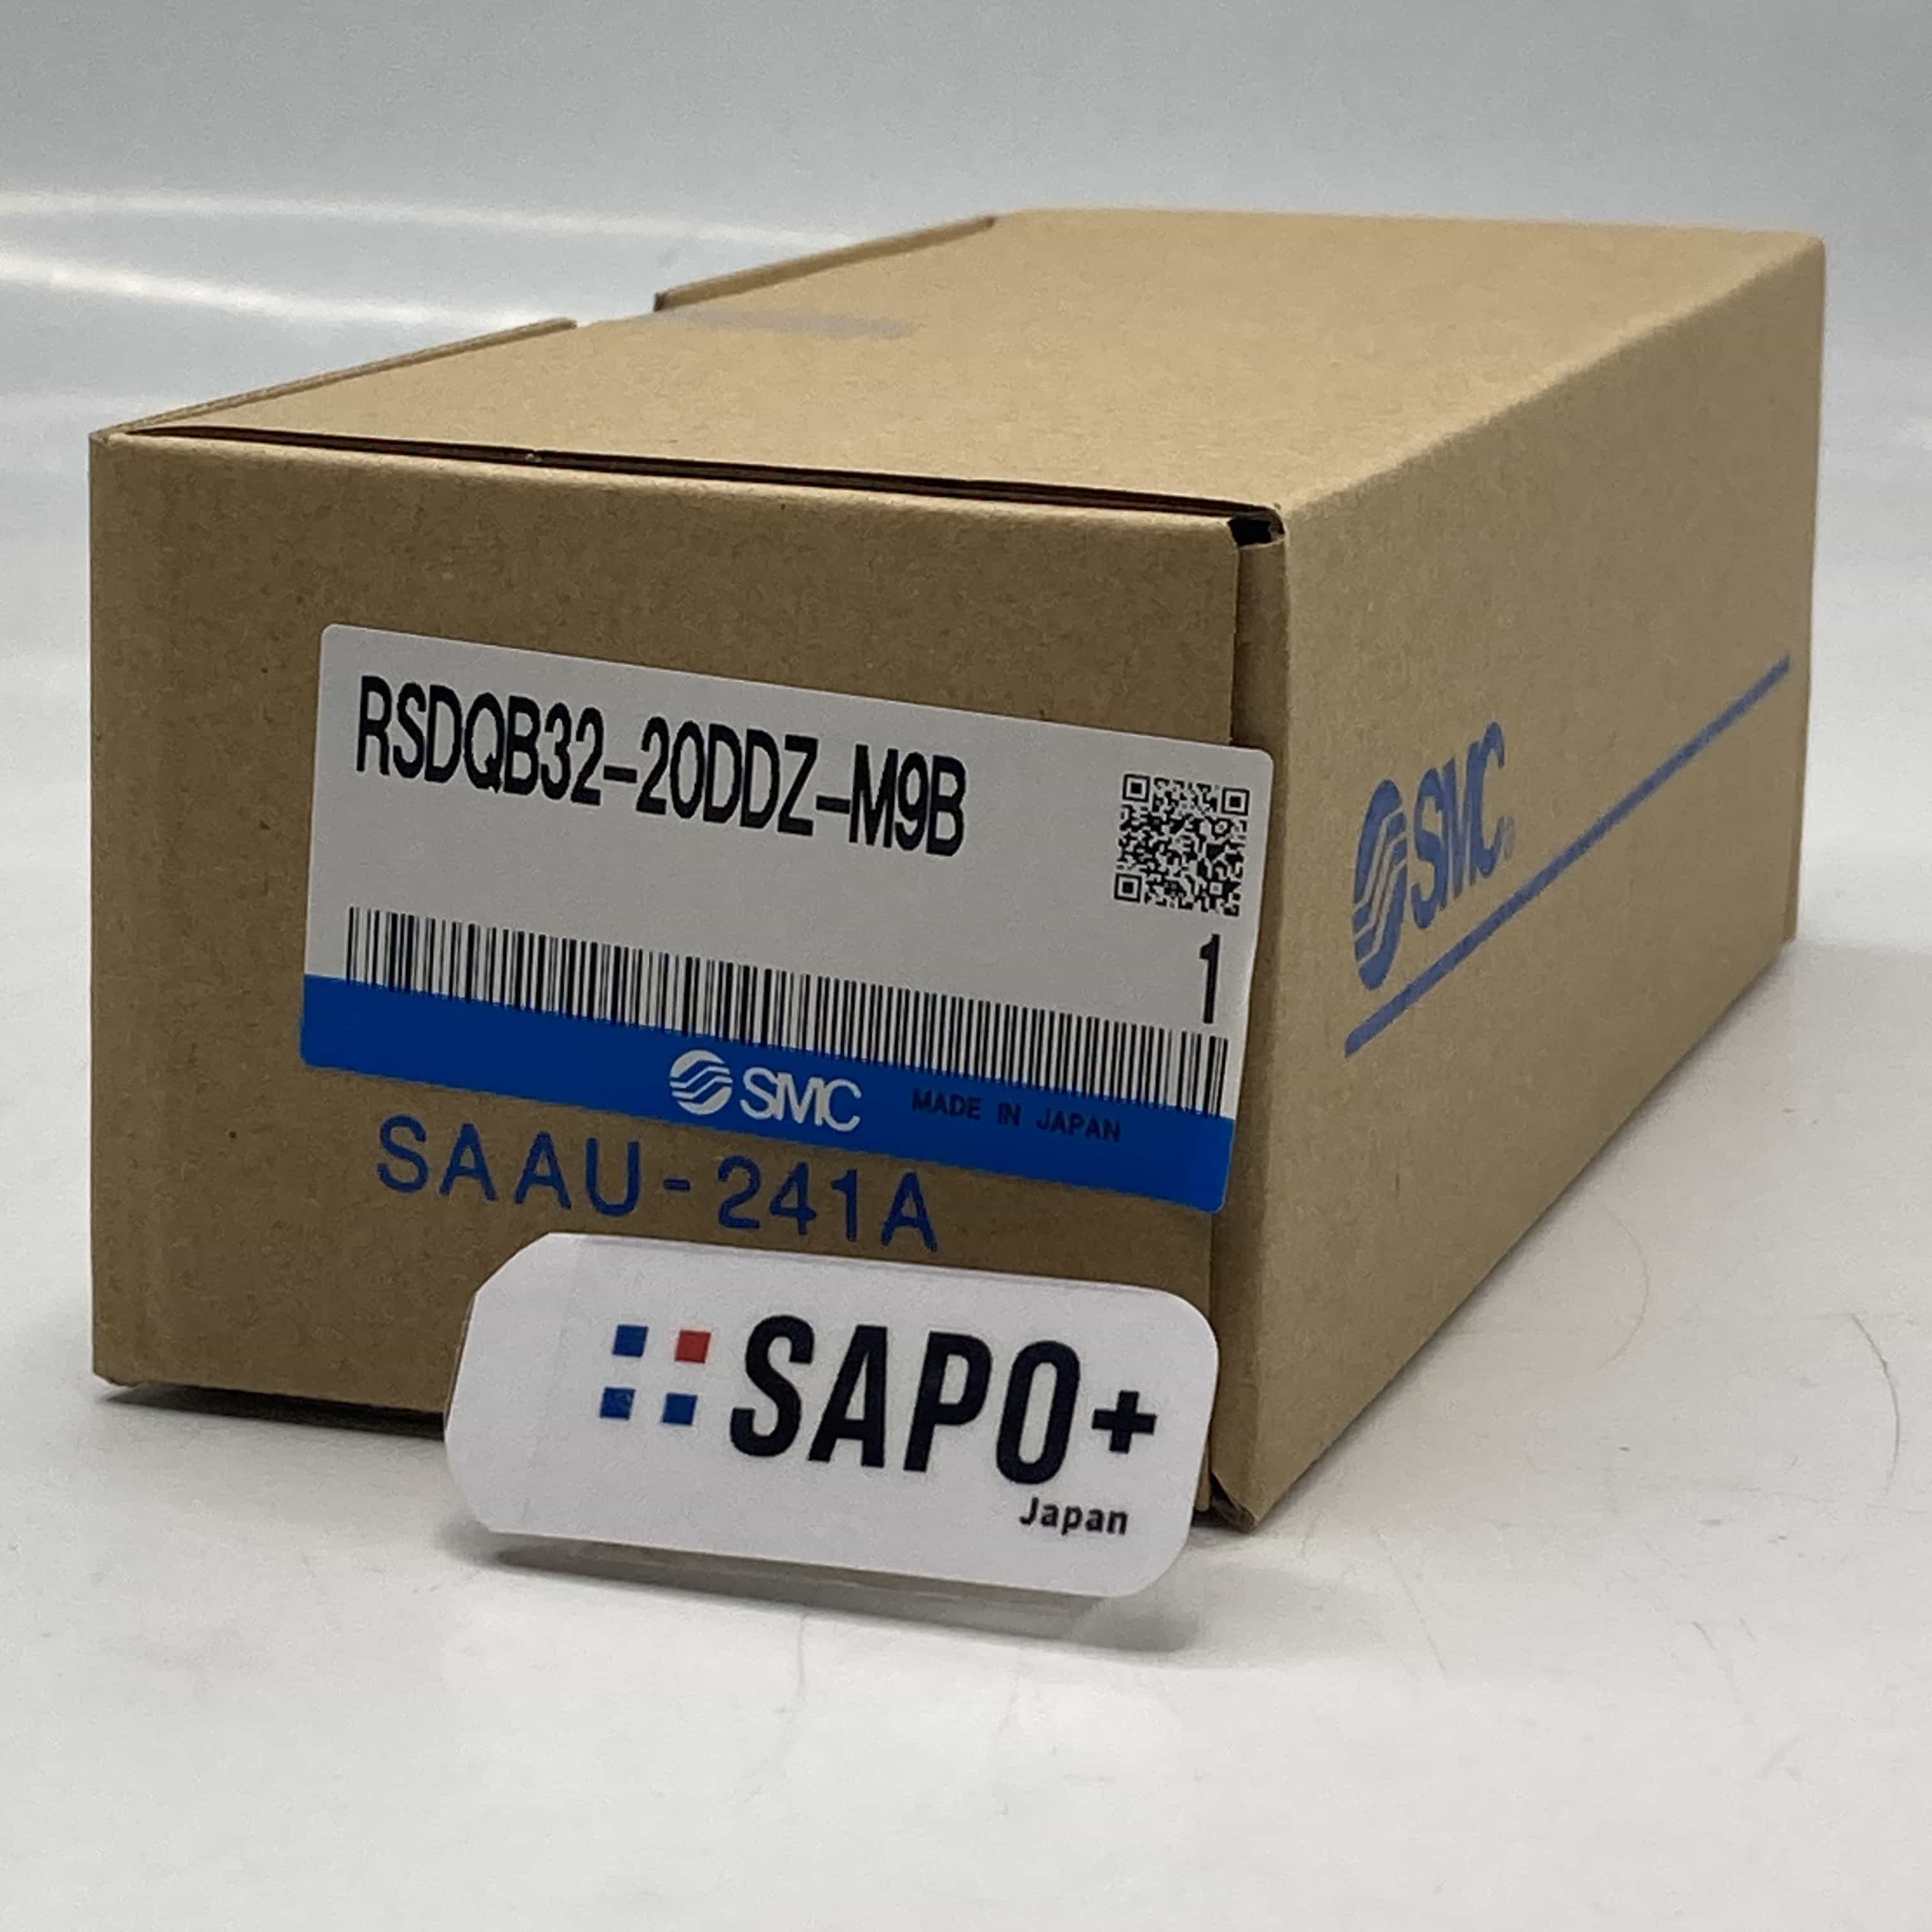 RSDQB32-20DDZ-M9B
1
SMC MADE IN JAPAN
SAAU-241A
SMC
SAPO+
Japan